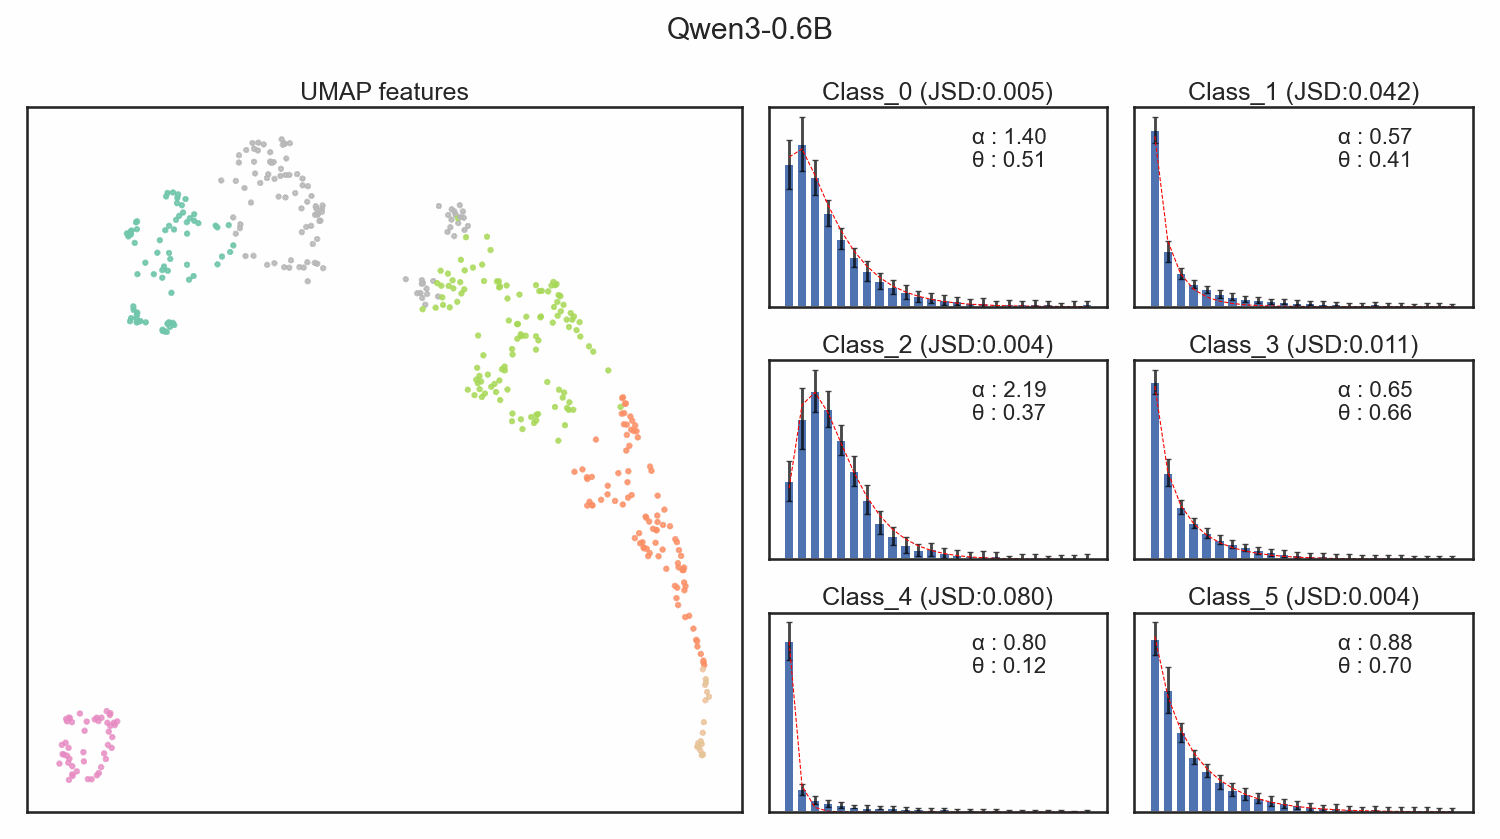 Qwen3-0.6B
UMAP features
Class_0 (JSD:0.005)
α : 1.40
θ : 0.51
Class_1 (JSD:0.042)
α : 0.57
θ : 0.41
Class_2 (JSD:0.004)
α : 2.19
θ : 0.37
Class_3 (JSD:0.011)
α : 0.65
θ : 0.66
Class_4 (JSD:0.080)
α : 0.80
θ : 0.12
Class_5 (JSD:0.004)
α : 0.88
θ : 0.70